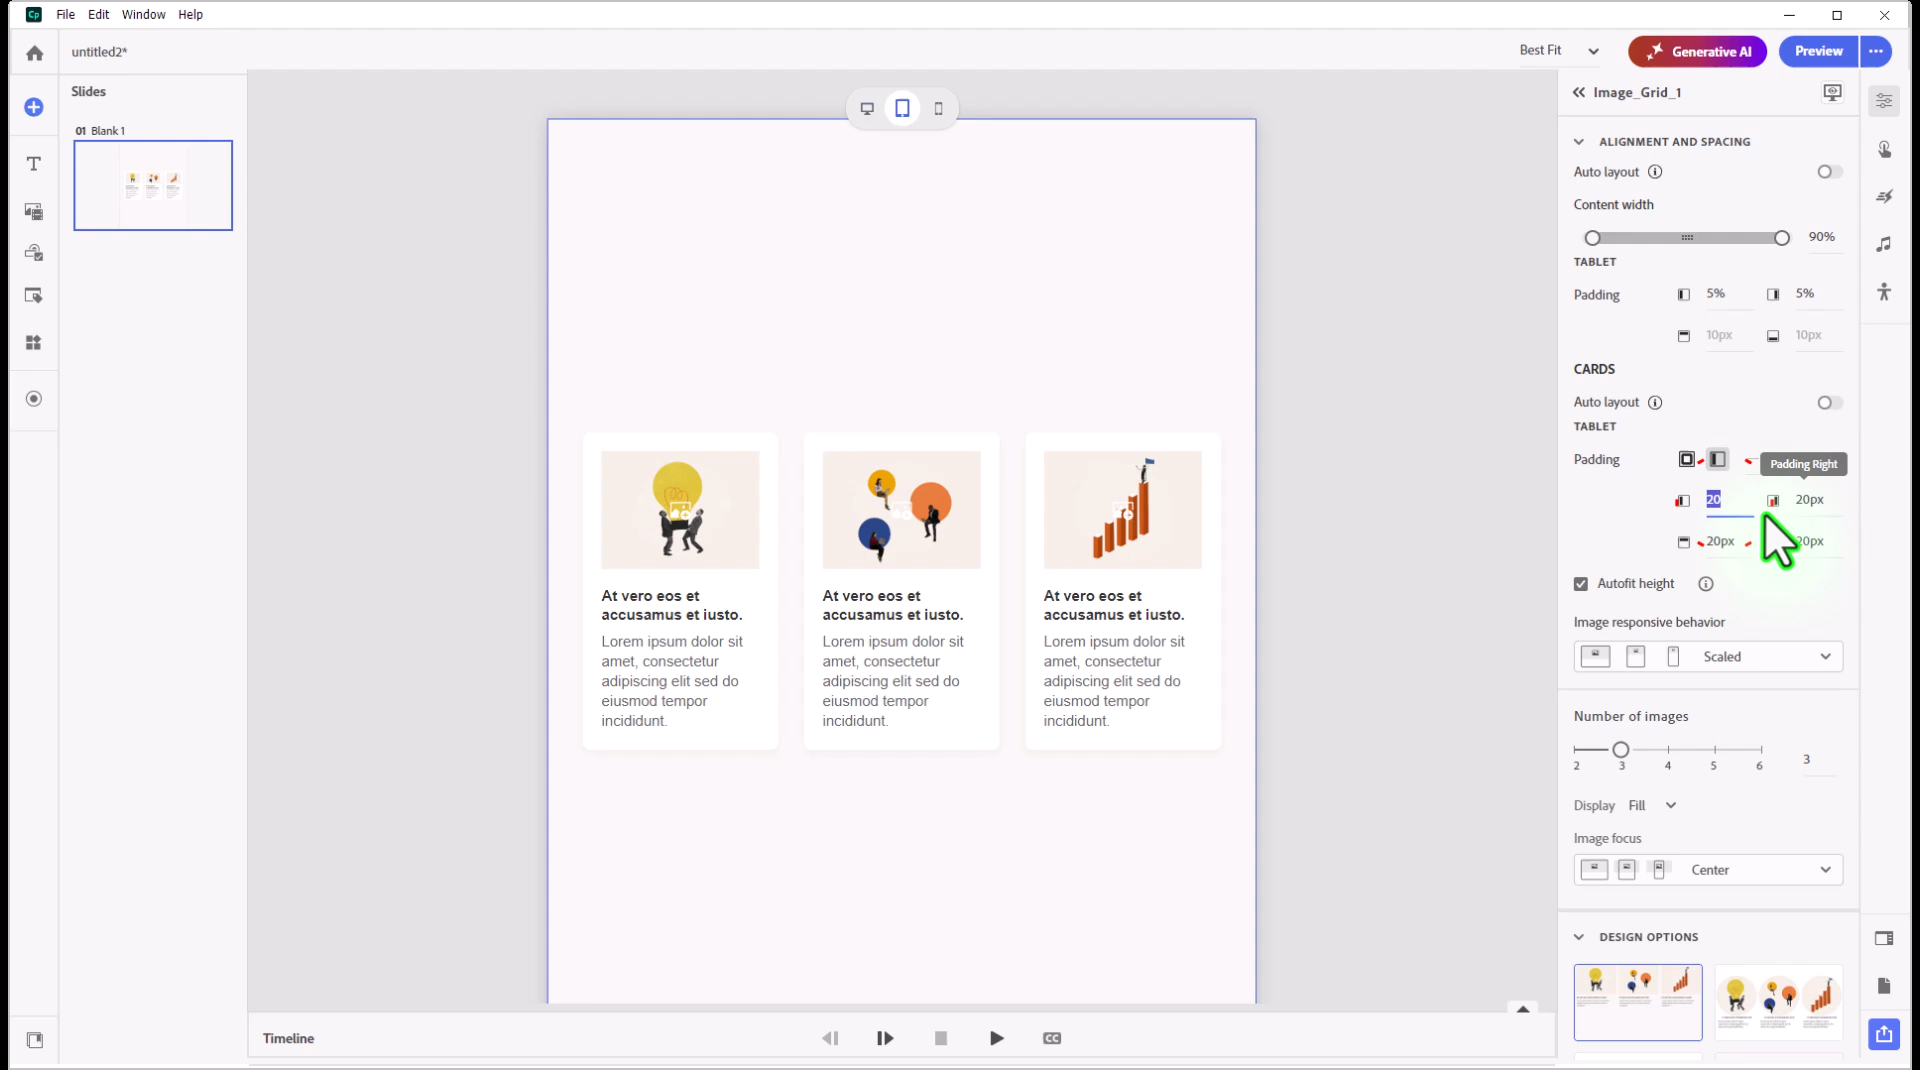 Cp File Edit Window Help
untitled2*
Best Fit
Generative AI
Preview
Slides
01 Blank 1
Image_Grid_1
ALIGNMENT AND SPACING
Auto layout
Content width
90%
TABLET
Padding 5% 5%
10px 10px
CARDS
Auto layout
TABLET
Padding
Padding Right
20 20px
20px 20px
Autofit height
Image responsive behavior
Scaled
Number of images
3
2 3 4 5 6
Display Fill
Image focus
Center
DESIGN OPTIONS
At vero eos et
accusamus et iusto.
Lorem ipsum dolor sit
amet, consectetur
adipiscing elit sed do
eiusmod tempor
incididunt.
At vero eos et
accusamus et iusto.
Lorem ipsum dolor sit
amet, consectetur
adipiscing elit sed do
eiusmod tempor
incididunt.
At vero eos et
accusamus et iusto.
Lorem ipsum dolor sit
amet, consectetur
adipiscing elit sed do
eiusmod tempor
incididunt.
Timeline
CC